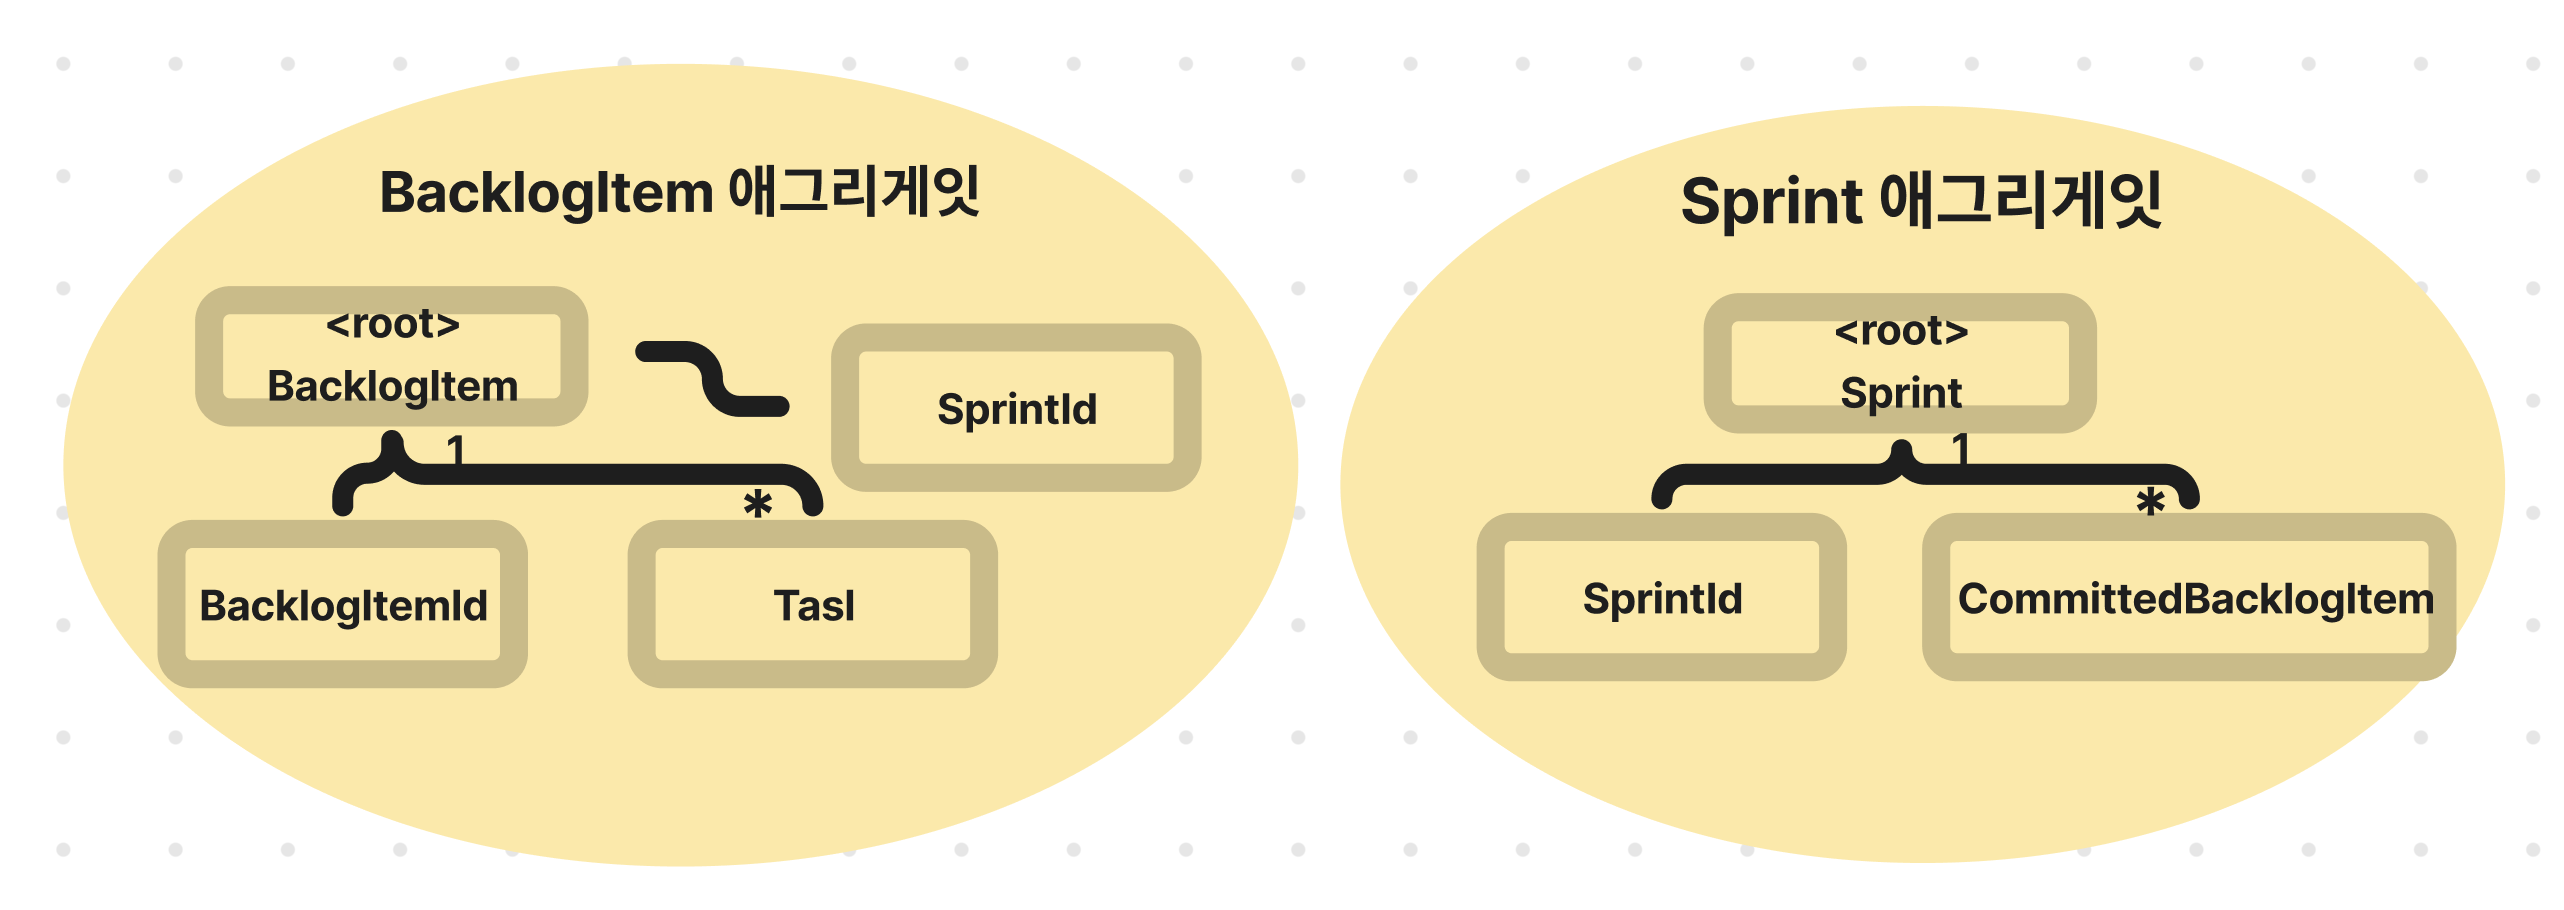 BacklogItem 애그리게잇
<root>
BacklogItem
SprintId
1
*
BacklogItemId
Tasl
Sprint 애그리게잇
<root>
Sprint
1
*
SprintId
CommittedBacklogItem